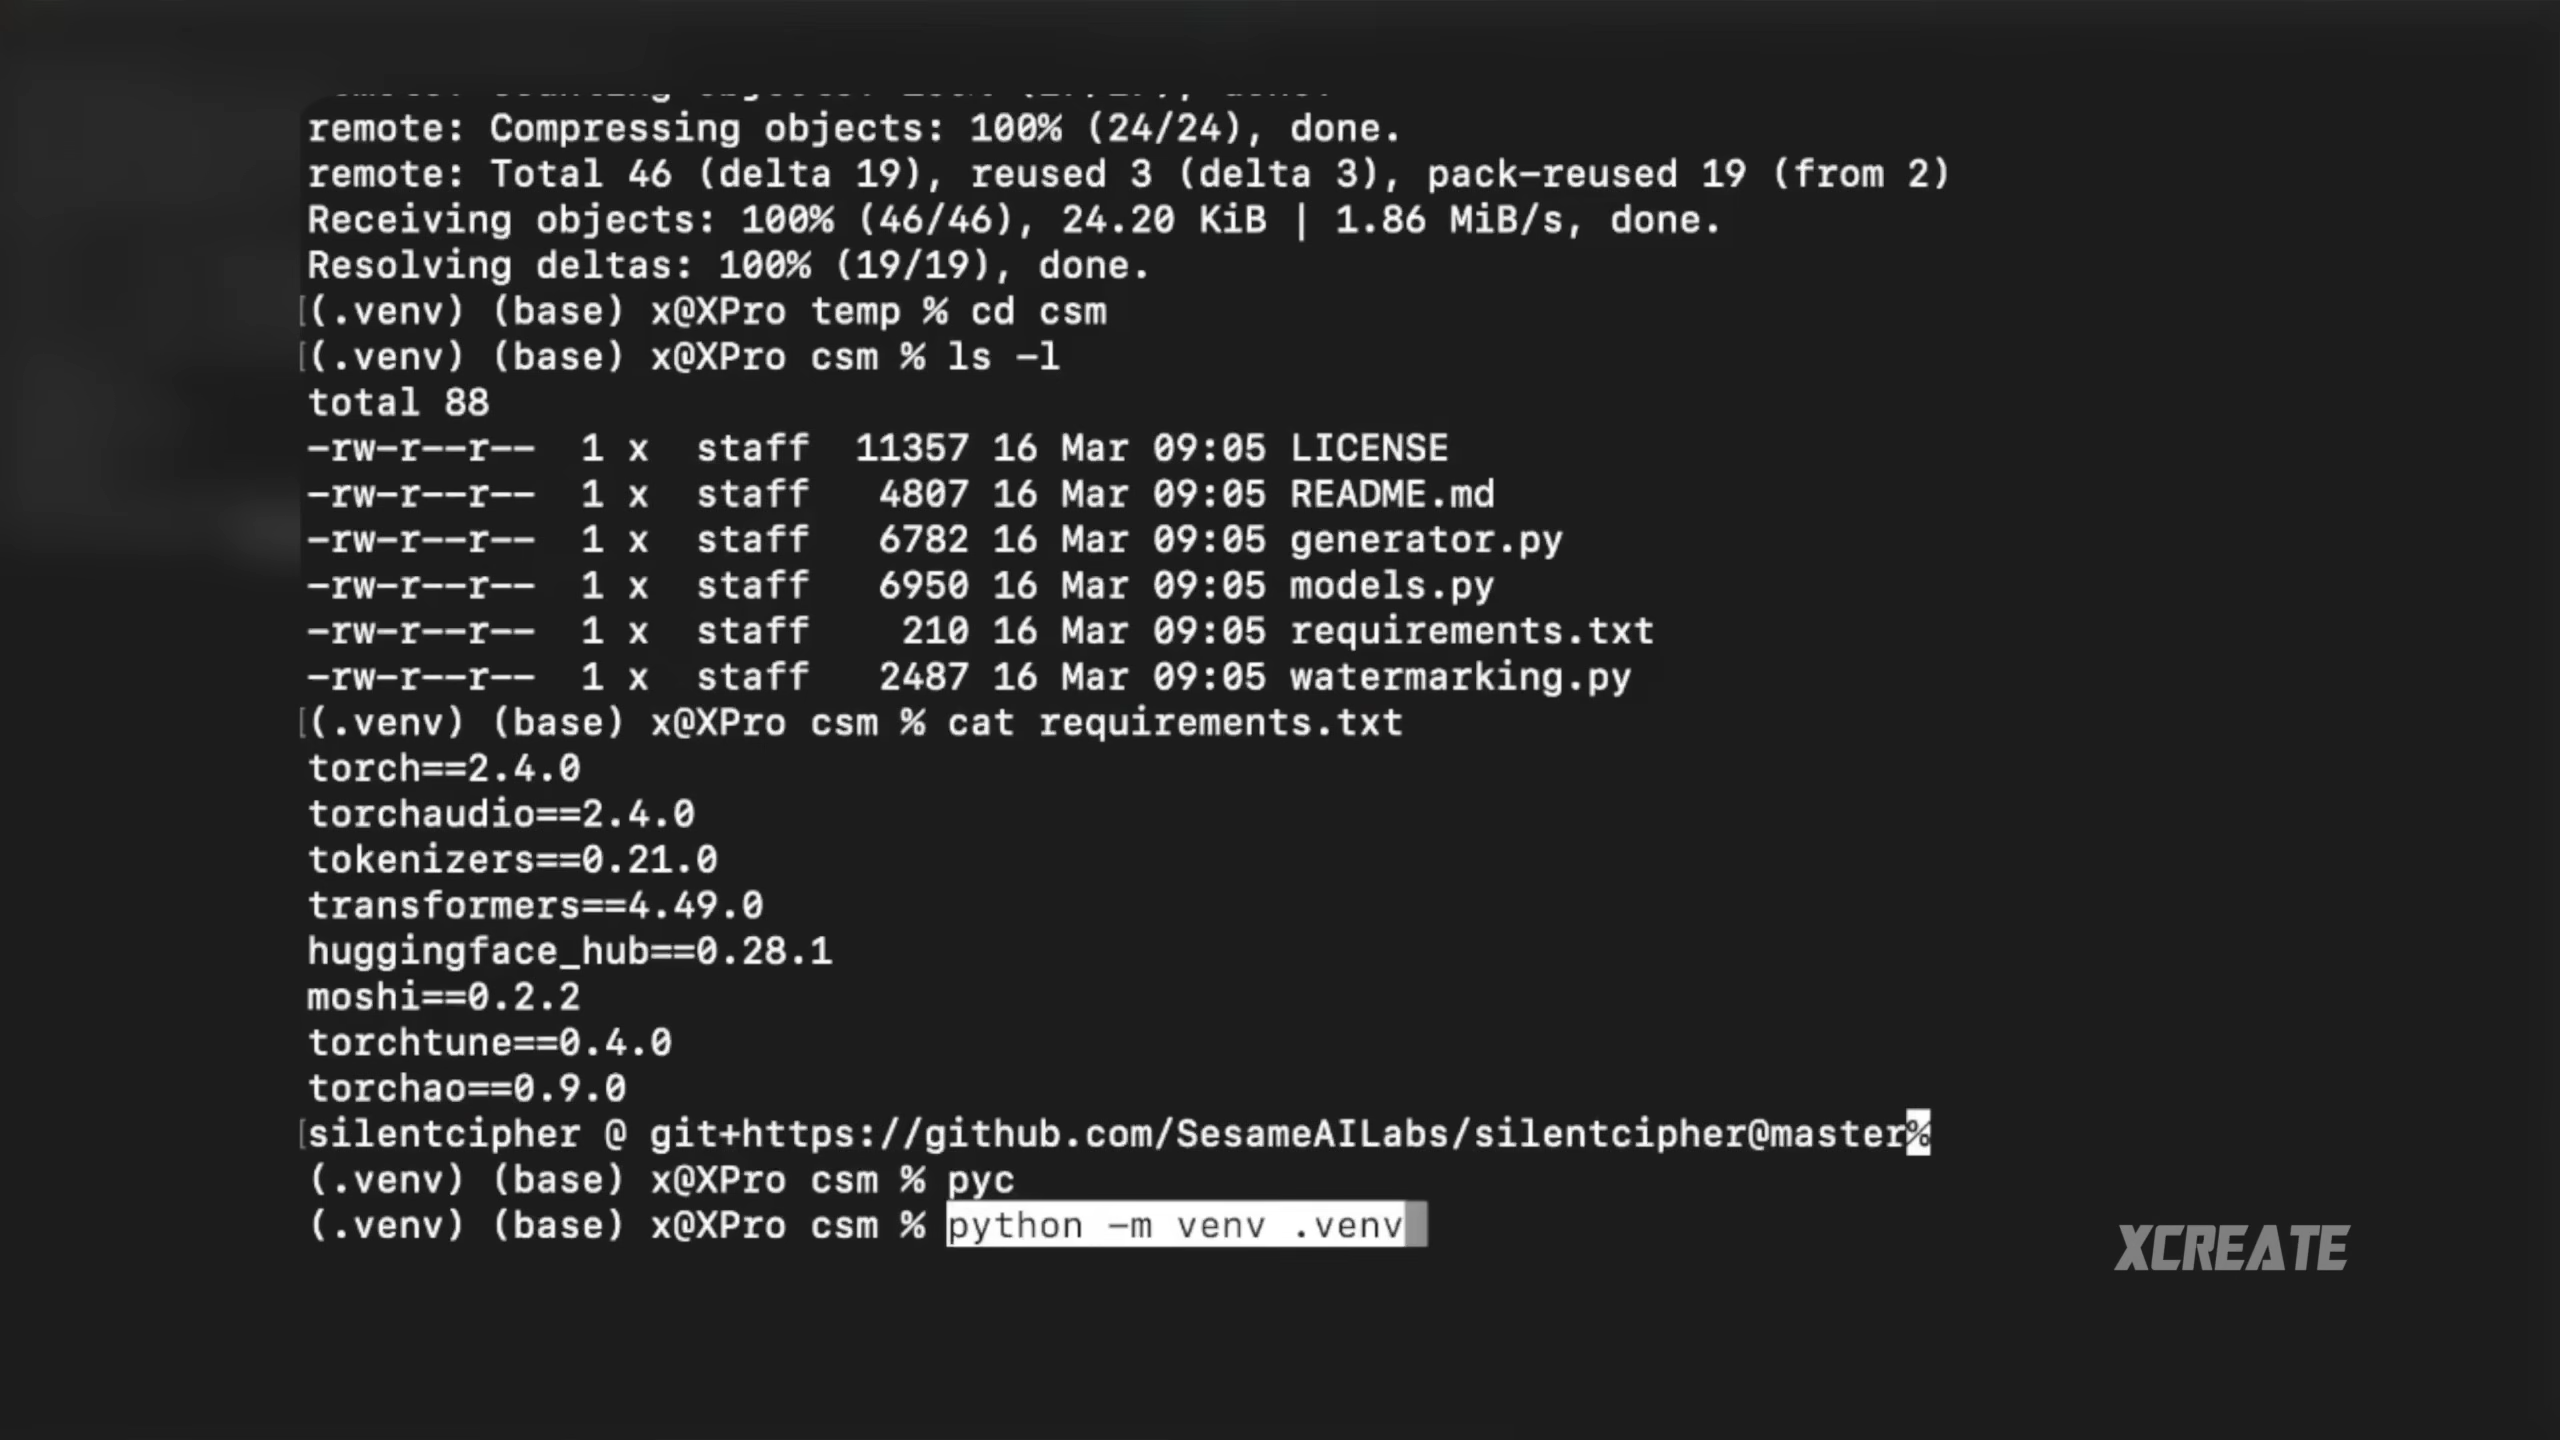 remote: Compressing objects: 100% (24/24), done.
remote: Total 46 (delta 19), reused 3 (delta 3), pack-reused 19 (from 2)
Receiving objects: 100% (46/46), 24.20 KiB | 1.86 MiB/s, done.
Resolving deltas: 100% (19/19), done.
[(.venv) (base) x@XPro temp % cd csm
[(.venv) (base) x@XPro csm % ls -l
total 88
-rw-r--r--  1 x  staff  11357 16 Mar 09:05 LICENSE
-rw-r--r--  1 x  staff   4807 16 Mar 09:05 README.md
-rw-r--r--  1 x  staff   6782 16 Mar 09:05 generator.py
-rw-r--r--  1 x  staff   6950 16 Mar 09:05 models.py
-rw-r--r--  1 x  staff    210 16 Mar 09:05 requirements.txt
-rw-r--r--  1 x  staff   2487 16 Mar 09:05 watermarking.py
[(.venv) (base) x@XPro csm % cat requirements.txt
torch==2.4.0
torchaudio==2.4.0
tokenizers==0.21.0
transformers==4.49.0
huggingface_hub==0.28.1
moshi==0.2.2
torchtune==0.4.0
torchao==0.9.0
[silentcipher @ git+https://github.com/SesameAILabs/silentcipher@master%
(.venv) (base) x@XPro csm % pyc
(.venv) (base) x@XPro csm % python -m venv .venv
XCREATE